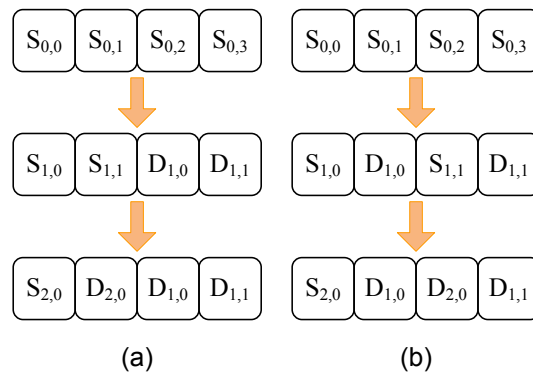 S0,0 S0,1 S0,2 S0,3 S0,0 S0,1 S0,2 S0,3
S1,0 S1,1 D1,0 D1,1 S1,0 D1,0 S1,1 D1,1
S2,0 D2,0 D1,0 D1,1 S2,0 D1,0 D2,0 D1,1
(a) (b)